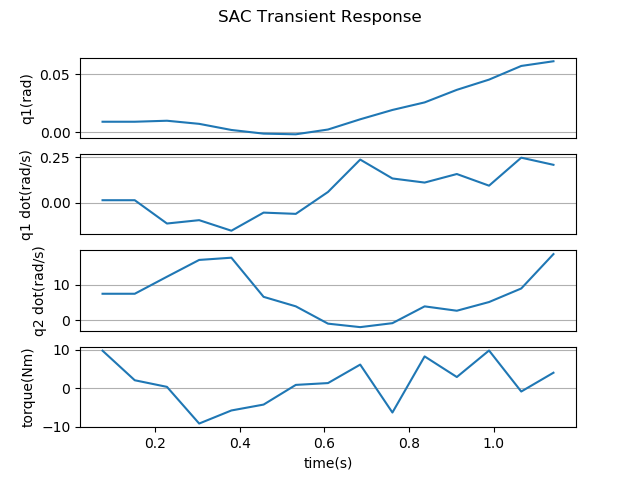 SAC Transient Response
q1(rad)
0.05
0.00
q1 dot(rad/s)
0.25
0.00
q2 dot(rad/s)
10
0
torque(Nm)
10
0
−10
0.2 0.4 0.6 0.8 1.0
time(s)